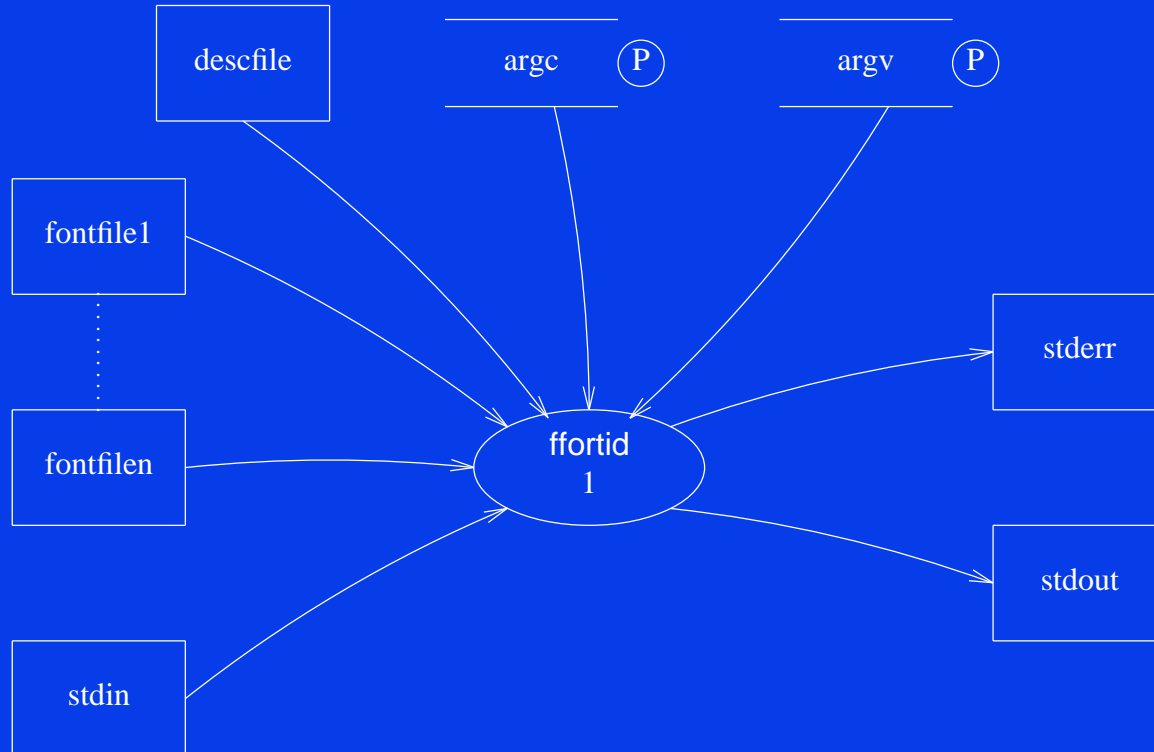 descfile
argc
P
argv
P
fontfile1
stderr
fontfilen
ffortid
1
stdout
stdin